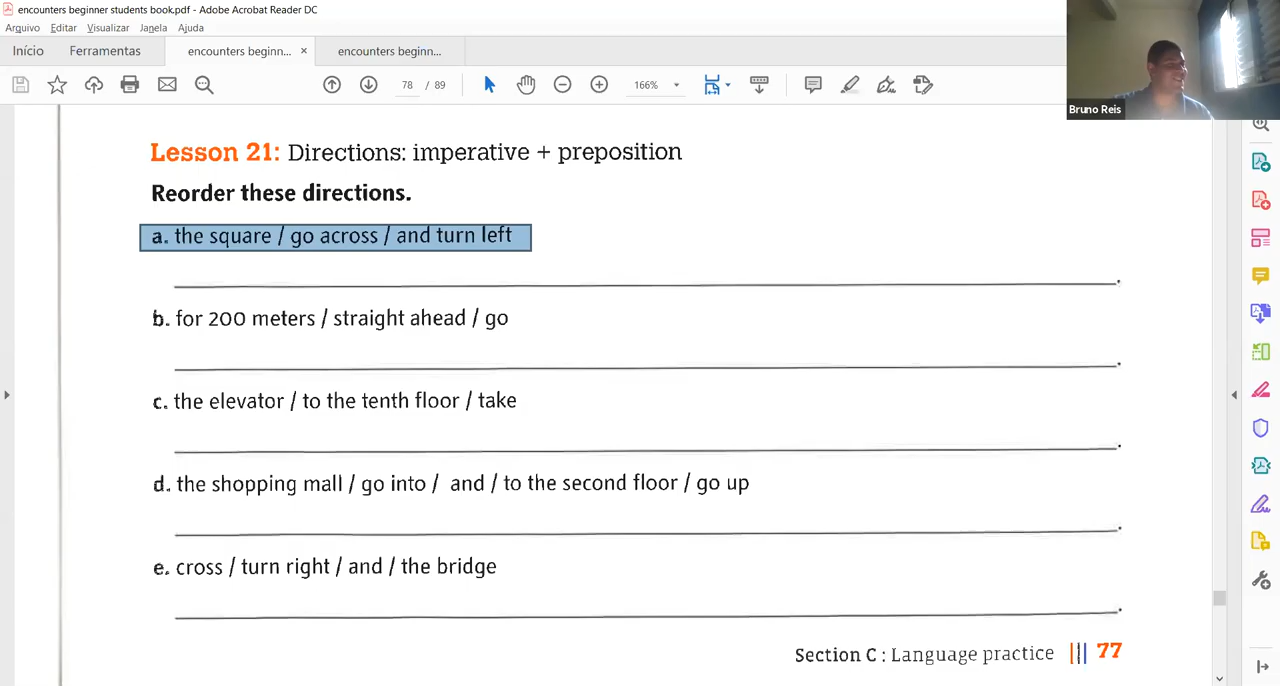 encounters beginner students book.pdf - Adobe Acrobat Reader DC
Arquivo Editar Visualizar Janela Ajuda
Início Ferramentas encounters beginn... × encounters beginn...
78 / 89 166%
Bruno Reis
Lesson 21: Directions: imperative + preposition
Reorder these directions.
a. the square / go across / and turn left
.
b. for 200 meters / straight ahead / go
.
c. the elevator / to the tenth floor / take
.
d. the shopping mall / go into / and / to the second floor / go up
.
e. cross / turn right / and / the bridge
.
Section C : Language practice ||| 77